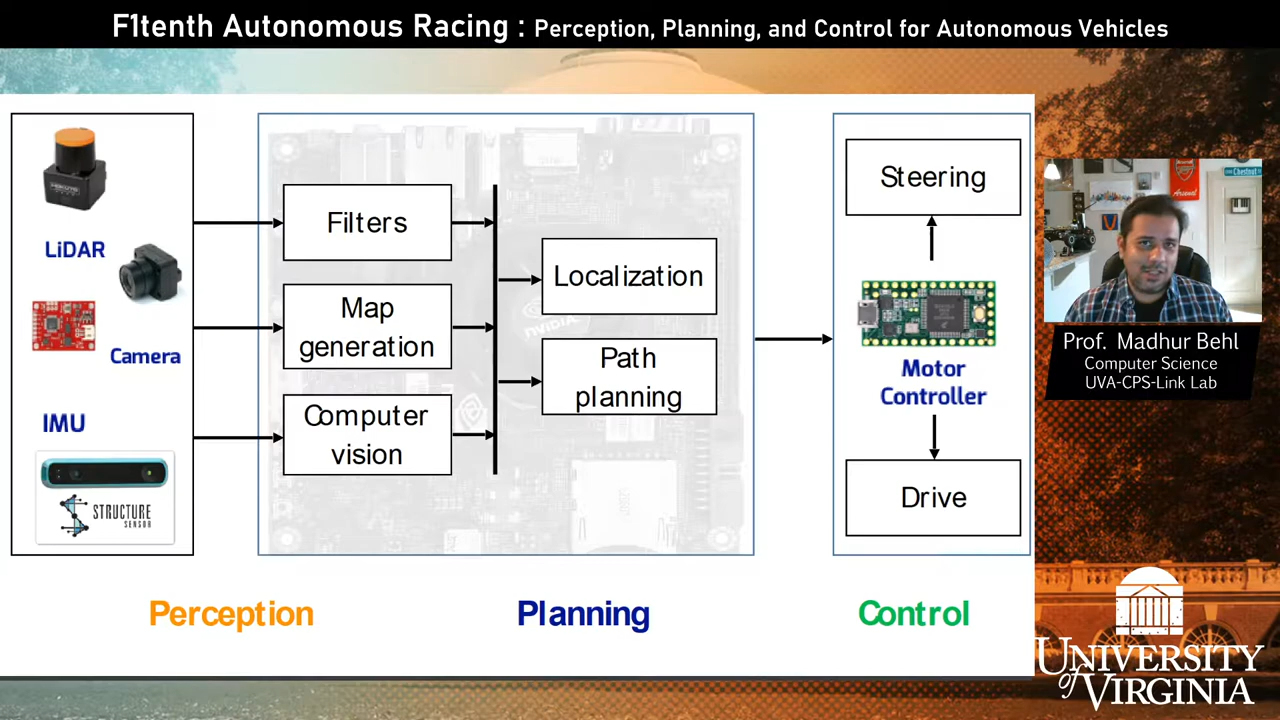 F1tenth Autonomous Racing : Perception, Planning, and Control for Autonomous Vehicles
LiDAR
Camera
IMU
STRUCTURE
SENSOR
Filters
Map
generation
Computer
vision
Localization
Path
planning
Steering
Motor
Controller
Drive
Perception
Planning
Control
Arsenal
Prof. Madhur Behl
Computer Science
UVA-CPS-Link Lab
UNIVERSITY
of VIRGINIA